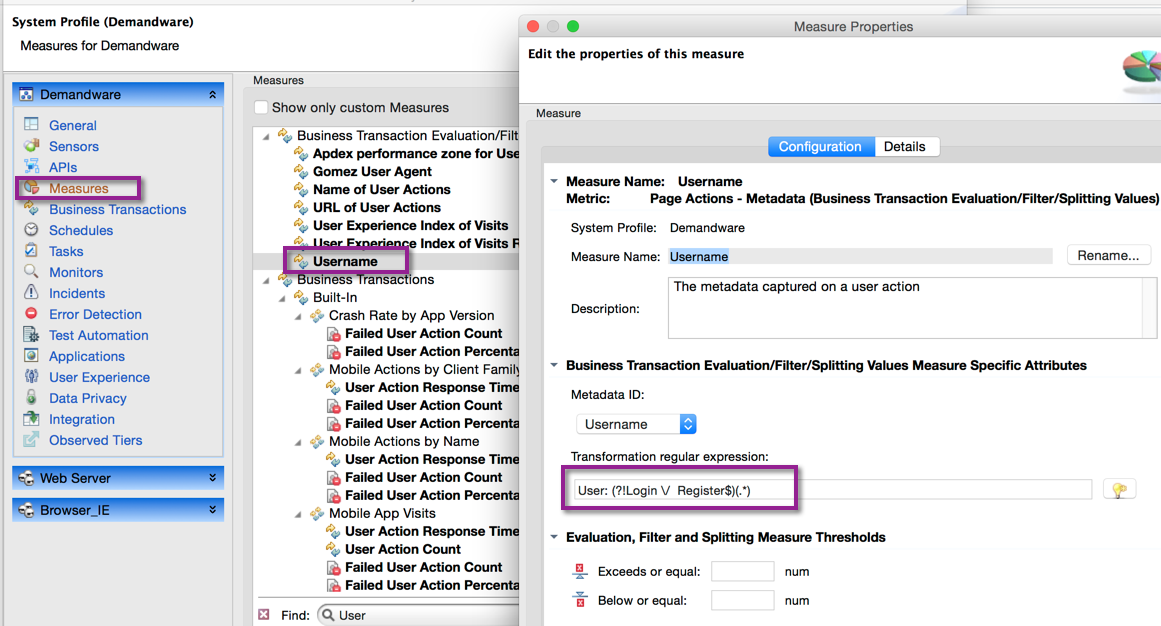 System Profile (Demandware)
Measures for Demandware
Demandware
General
Sensors
APIs
Measures
Business Transactions
Schedules
Tasks
Monitors
Incidents
Error Detection
Test Automation
Applications
User Experience
Data Privacy
Integration
Observed Tiers
Web Server
Browser_IE
Measures
Show only custom Measures
Business Transaction Evaluation/Filt
Apdex performance zone for Use
Gomez User Agent
Name of User Actions
URL of User Actions
User Experience Index of Visits
User Experience Index of Visits R
Username
Business Transactions
Built-In
Crash Rate by App Version
Failed User Action Count
Failed User Action Percenta
Mobile Actions by Client Family
User Action Response Time
Failed User Action Count
Failed User Action Percenta
Mobile Actions by Name
User Action Response Time
Failed User Action Count
Failed User Action Percenta
Mobile App Visits
User Action Response Time
User Action Count
Failed User Action Count
Failed User Action Percenta
Find: User
Measure Properties
Edit the properties of this measure
Measure
Configuration Details
Measure Name: Username
Metric: Page Actions - Metadata (Business Transaction Evaluation/Filter/Splitting Values)
System Profile: Demandware
Measure Name: Username Rename...
Description: The metadata captured on a user action
Business Transaction Evaluation/Filter/Splitting Values Measure Specific Attributes
Metadata ID:
Username
Transformation regular expression:
User: (?!Login \/  Register$)(.*)
Evaluation, Filter and Splitting Measure Thresholds
Exceeds or equal: num
Below or equal: num